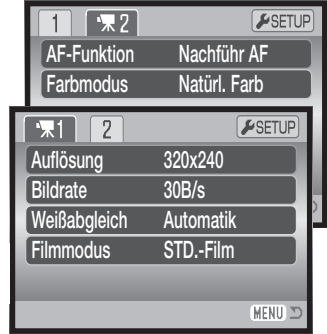 1 2 SETUP
AF-Funktion Nachführ AF
Farbmodus Natürl. Farb
1 2 SETUP
Auflösung 320x240
Bildrate 30B/s
Weißabgleich Automatik
Filmmodus STD.-Film
MENU